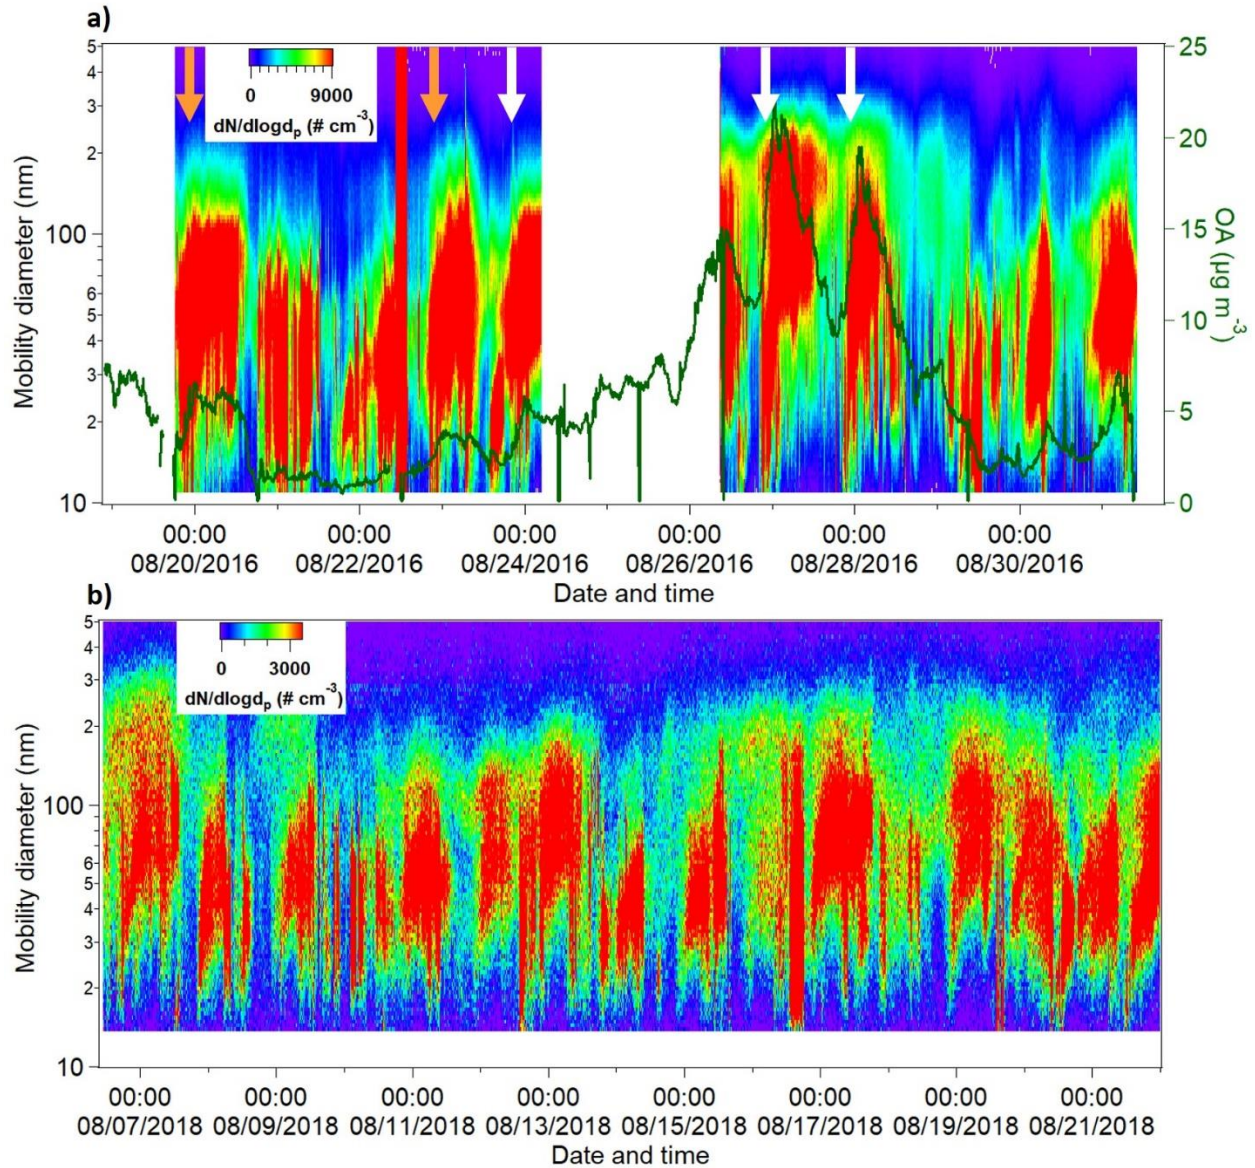 a)
5
4
3
2
100
6
5
4
3
2
10
Mobility diameter (nm)
0 9000
dN/dlogdₚ (# cm⁻³)
25
20
15
10
5
0
OA (µg m⁻³)
00:00 00:00 00:00 00:00 00:00 00:00
08/20/2016 08/22/2016 08/24/2016 08/26/2016 08/28/2016 08/30/2016
Date and time
b)
5
4
3
2
100
6
5
4
3
2
10
Mobility diameter (nm)
0 3000
dN/dlogdₚ (# cm⁻³)
00:00 00:00 00:00 00:00 00:00 00:00 00:00 00:00
08/07/2018 08/09/2018 08/11/2018 08/13/2018 08/15/2018 08/17/2018 08/19/2018 08/21/2018
Date and time